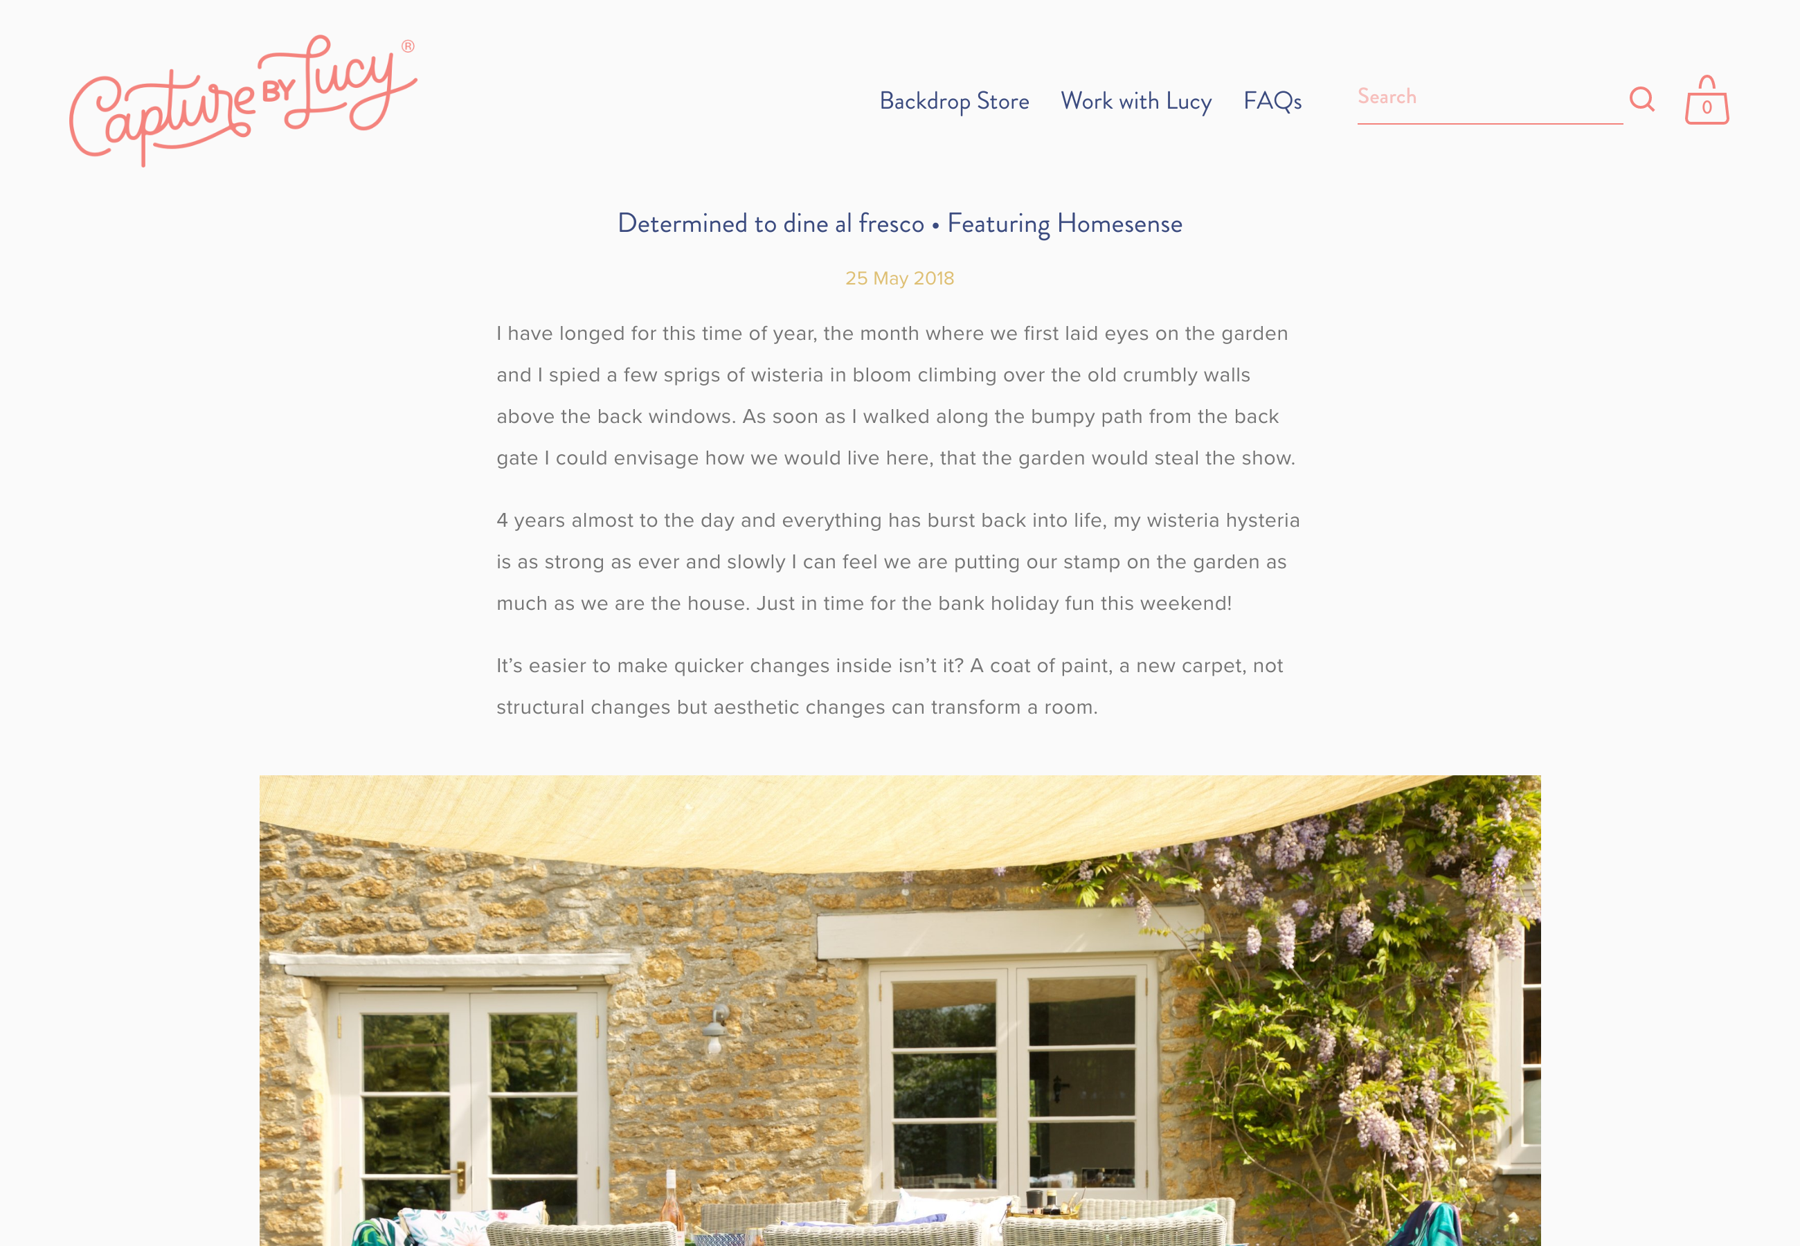 Capture BY Lucy ®
Backdrop Store Work with Lucy FAQs Search 0
Determined to dine al fresco • Featuring Homesense
25 May 2018
I have longed for this time of year, the month where we first laid eyes on the garden
and I spied a few sprigs of wisteria in bloom climbing over the old crumbly walls
above the back windows. As soon as I walked along the bumpy path from the back
gate I could envisage how we would live here, that the garden would steal the show.
4 years almost to the day and everything has burst back into life, my wisteria hysteria
is as strong as ever and slowly I can feel we are putting our stamp on the garden as
much as we are the house. Just in time for the bank holiday fun this weekend!
It’s easier to make quicker changes inside isn’t it? A coat of paint, a new carpet, not
structural changes but aesthetic changes can transform a room.